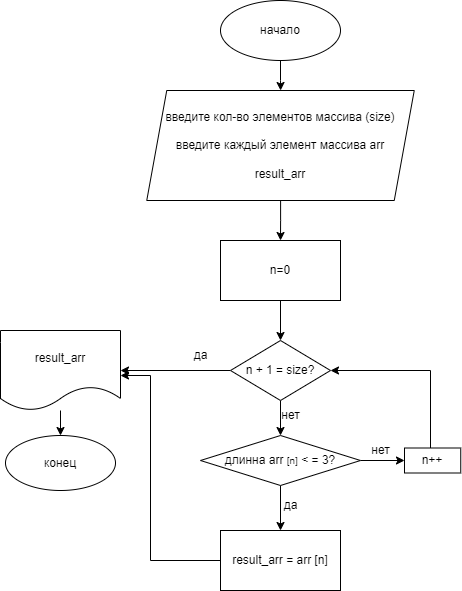 начало
введите кол-во элементов массива (size)
введите каждый элемент массива arr
result_arr
n=0
n + 1 = size?
да
result_arr
нет
конец
длинна arr [n] < = 3?
нет
n++
да
result_arr = arr [n]